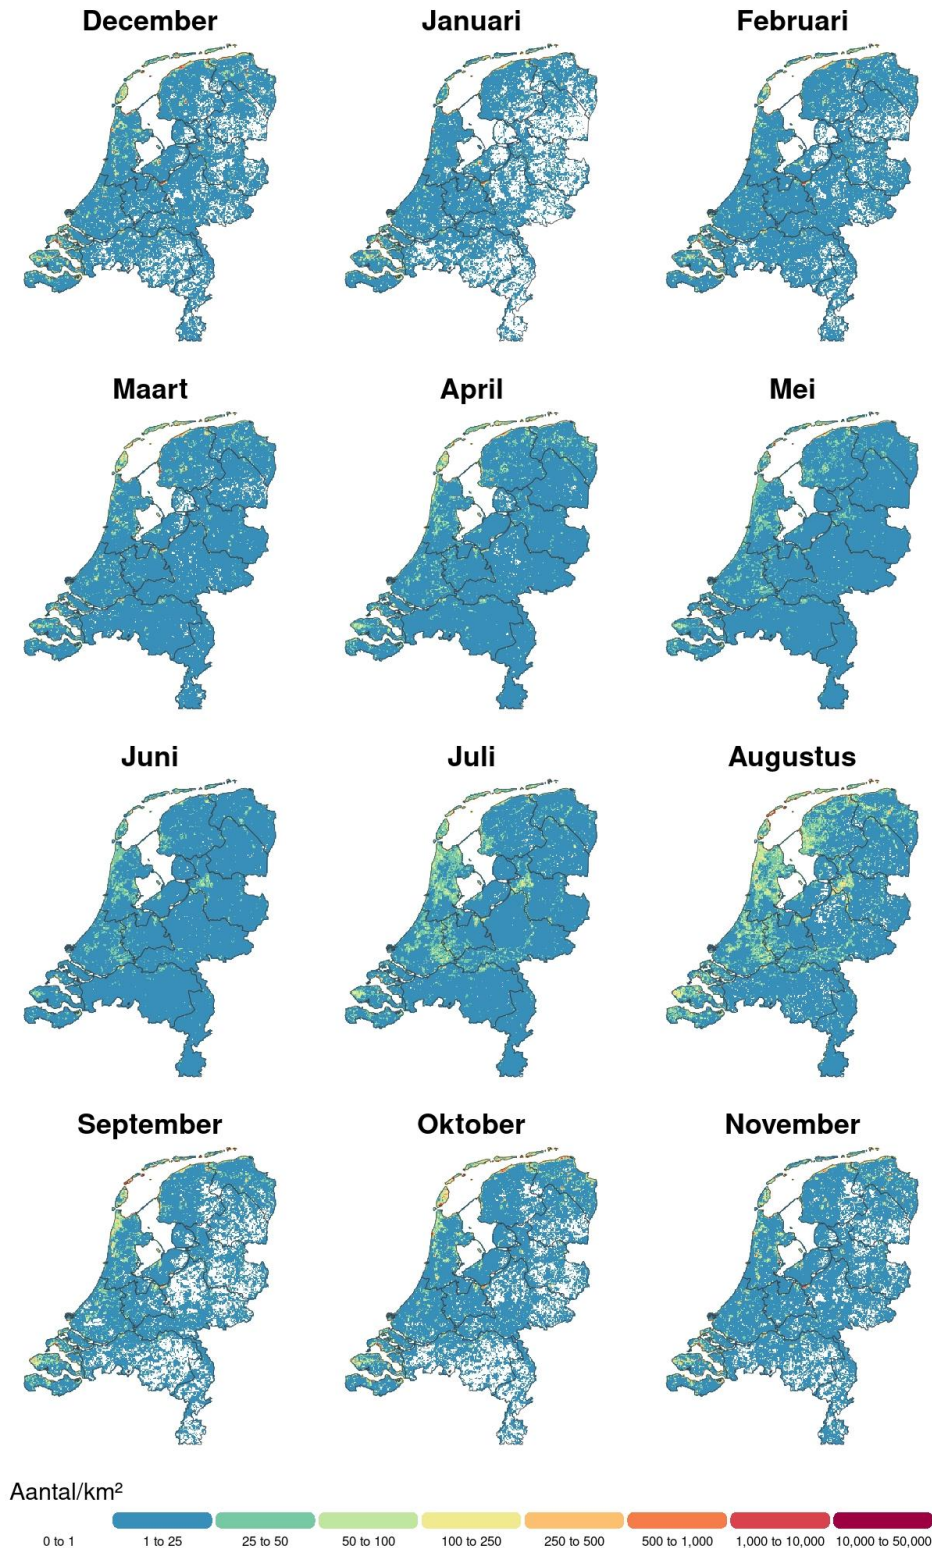 December Januari Februari
Maart April Mei
Juni Juli Augustus
September Oktober November
Aantal/km²
0 to 1 1 to 25 25 to 50 50 to 100 100 to 250 250 to 500 500 to 1,000 1,000 to 10,000 10,000 to 50,000